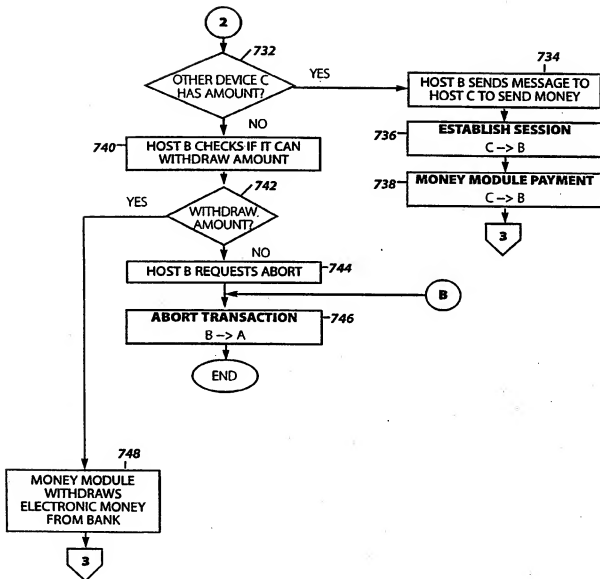 2
732
OTHER DEVICE C
HAS AMOUNT?
YES
734
HOST B SENDS MESSAGE TO
HOST C TO SEND MONEY
NO
736
ESTABLISH SESSION
C –> B
740
HOST B CHECKS IF IT CAN
WITHDRAW AMOUNT
738
MONEY MODULE PAYMENT
C –> B
3
742
YES
WITHDRAW
AMOUNT?
NO
HOST B REQUESTS ABORT
744
B
ABORT TRANSACTION
B –> A
746
END
748
MONEY MODULE
WITHDRAWS
ELECTRONIC MONEY
FROM BANK
3